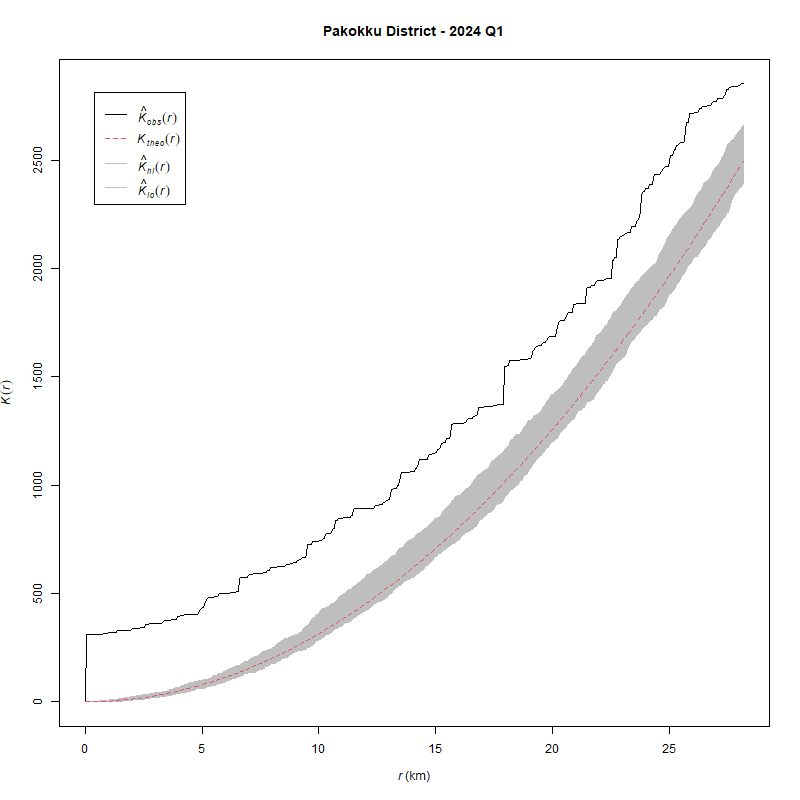 Pakokku District - 2024 Q1
K̂obs(r)
Ktheo(r)
K̂hi(r)
K̂lo(r)
K(r)
2500
2000
1500
1000
500
0
0 5 10 15 20 25
r (km)